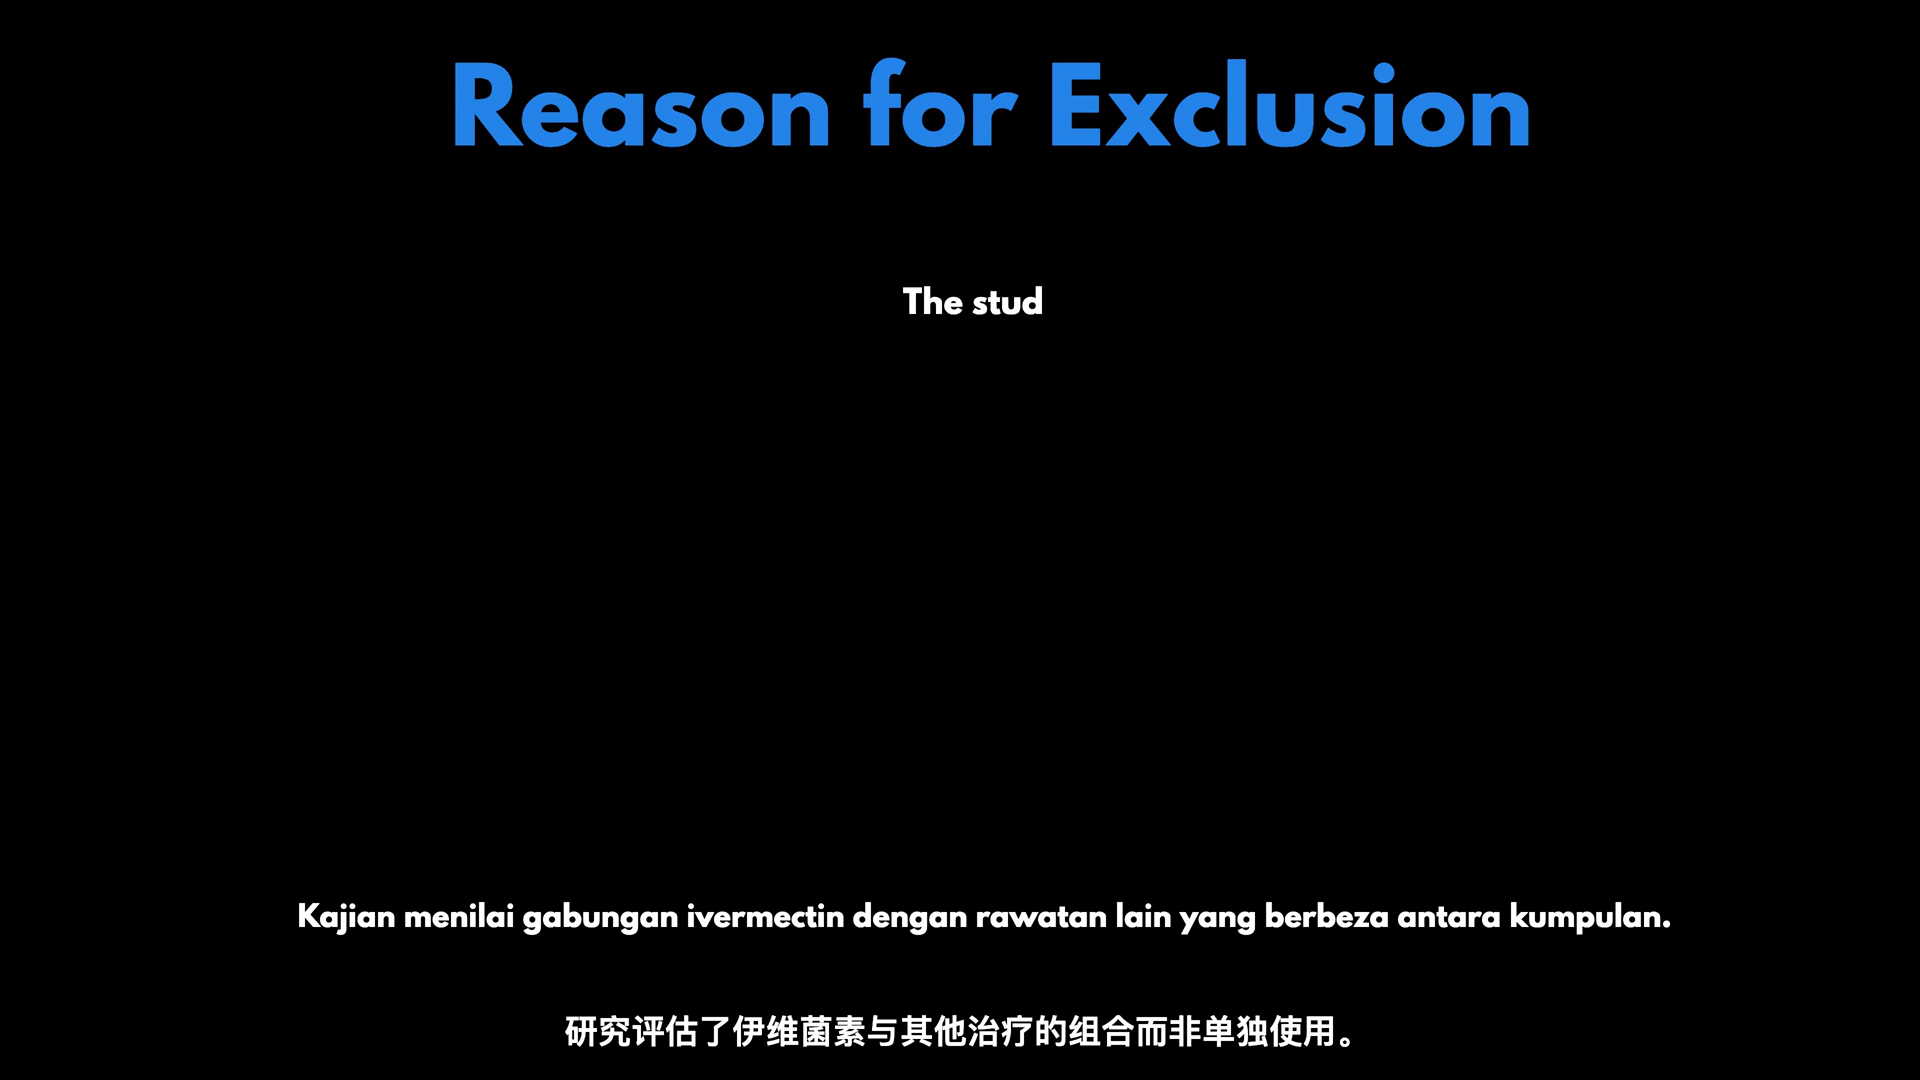 Reason for Exclusion
The stud
Kajian menilai gabungan ivermectin dengan rawatan lain yang berbeza antara kumpulan.
研究评估了伊维菌素与其他治疗的组合而非单独使用。